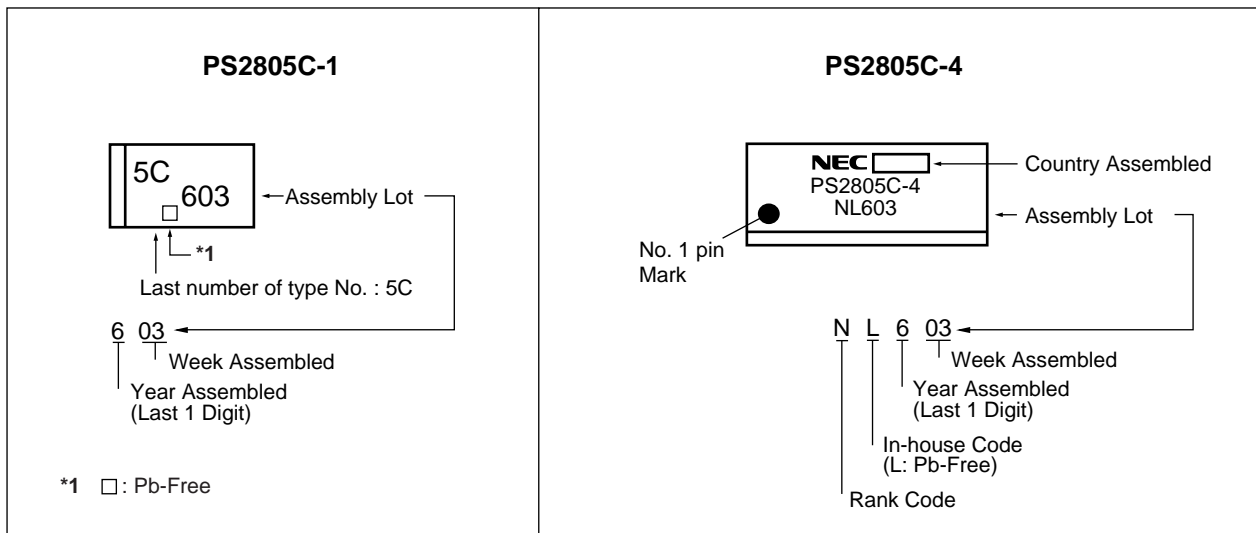 PS2805C-1
5C
603
Assembly Lot
*1
Last number of type No. : 5C
6 03
Week Assembled
Year Assembled
(Last 1 Digit)
*1 □ : Pb-Free
PS2805C-4
NEC
Country Assembled
PS2805C-4
NL603
Assembly Lot
No. 1 pin
Mark
N L 6 03
Week Assembled
Year Assembled
(Last 1 Digit)
In-house Code
(L: Pb-Free)
Rank Code